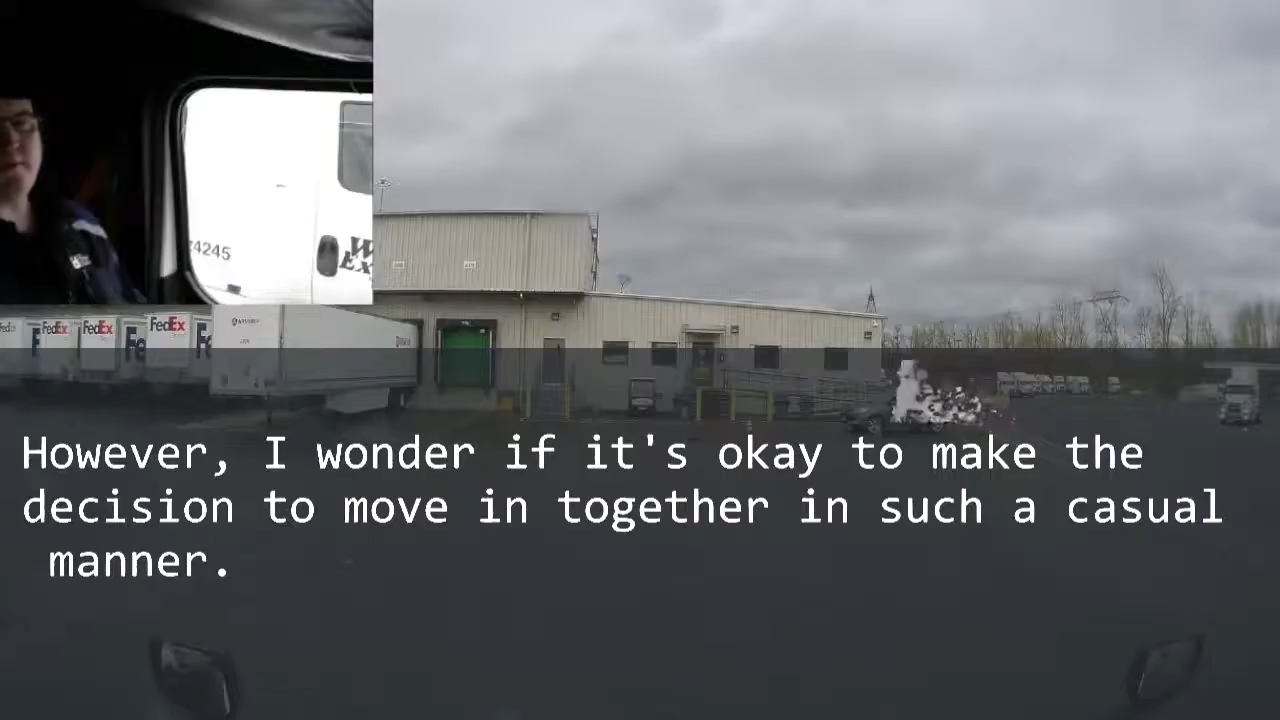 4245
FedEx
FedEx
FedEx
However, I wonder if it's okay to make the
decision to move in together in such a casual
manner.